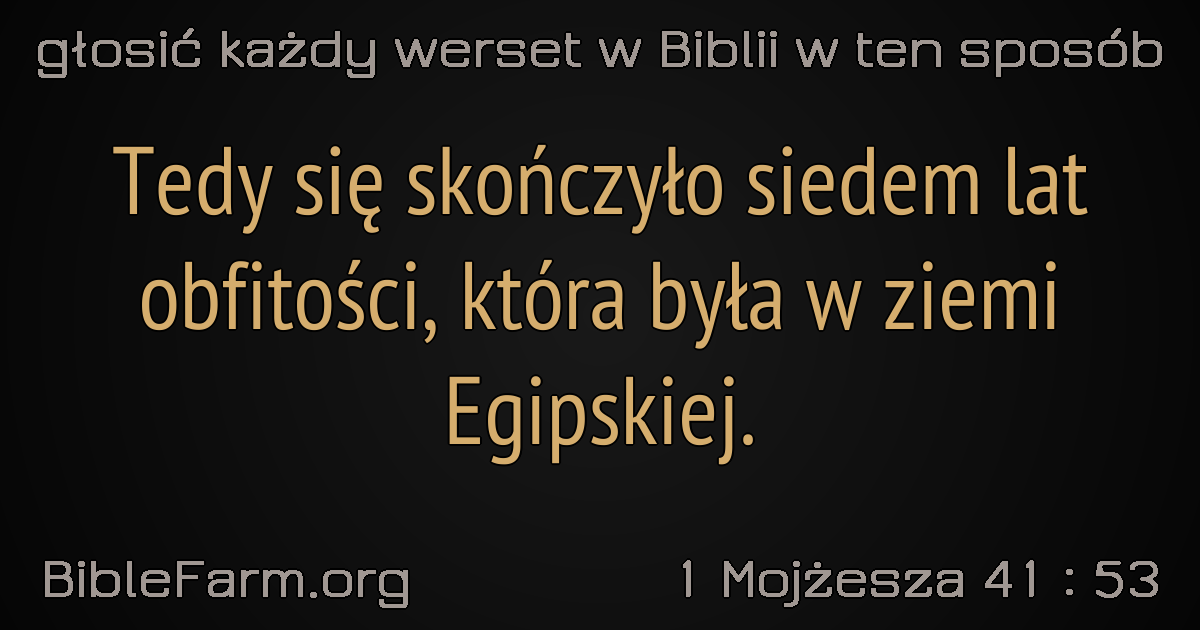 głosić każdy werset w Biblii w ten sposób
Tedy się skończyło siedem lat
obfitości, która była w ziemi
Egipskiej.
BibleFarm.org
1 Mojżesza 41 : 53